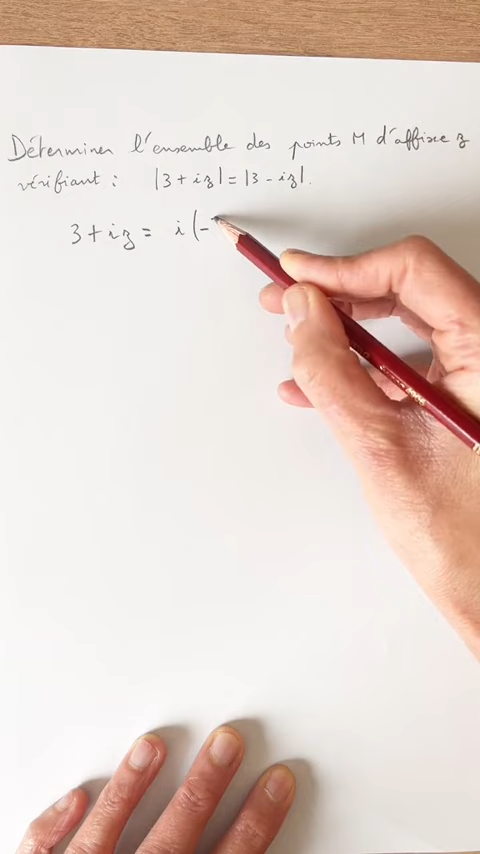 Déterminer l'ensemble des points M d'affixe z
vérifiant : |3 + iz| = |3 - iz|.
3 + iz = i(-